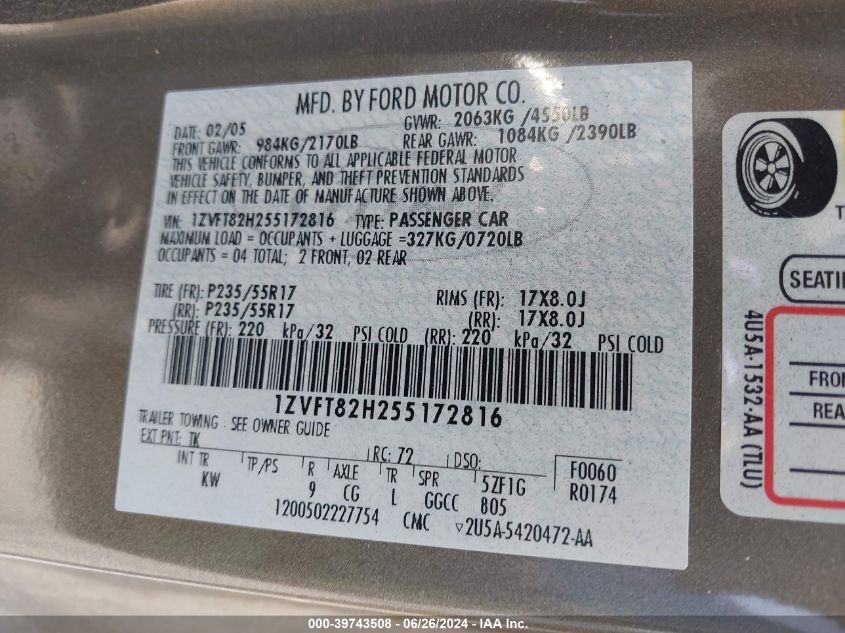 MFD. BY FORD MOTOR CO.
DATE: 02/05 GVWR: 2063KG /4550LB
FRONT GAWR: 984KG/2170LB REAR GAWR: 1084KG /2390LB
THIS VEHICLE CONFORMS TO ALL APPLICABLE FEDERAL MOTOR
VEHICLE SAFETY, BUMPER, AND THEFT PREVENTION STANDARDS
IN EFFECT ON THE DATE OF MANUFACTURE SHOWN ABOVE.
VIN: 1ZVFT82H255172816 TYPE: PASSENGER CAR
MAXIMUM LOAD = OCCUPANTS + LUGGAGE =327KG/0720LB
OCCUPANTS = 04 TOTAL; 2 FRONT, 02 REAR
TIRE (FR): P235/55R17 RIMS (FR): 17X8.0J
(RR): P235/55R17 (RR): 17X8.0J
PRESSURE (FR): 220 kPa/32 PSI COLD (RR): 220 kPa/32 PSI COLD
1ZVFT82H255172816
TRAILER TOWING - SEE OWNER GUIDE
EXT PNT: TK RC: 72 DSO: F0060
INT TR TP/PS R AXLE TR SPR 5ZF1G R0174
KW 9 CG L GGCC 805
1200502227754 CMC ▽2U5A-5420472-AA
T
SEATI
4U5A-1532-AA (TLU)
FRON
REA
000-39743508 - 06/26/2024 - IAA Inc.